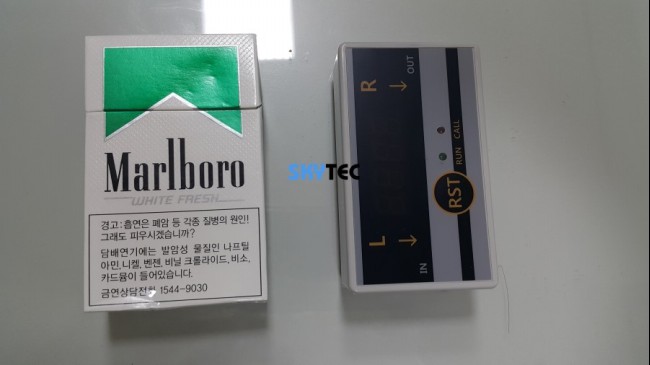 Marlboro
WHITE FRESH
경고: 흡연은 폐암 등 각종 질병의 원인!
그래도 피우시겠습니까?
담배연기에는 발암성 물질인 나프틸
아민, 니켈, 벤젠, 비닐 크롤라이드, 비소,
카드뮴이 들어있습니다.
금연상담전화 1544-9030
SKYTEC
L
IN
R
OUT
RST
RUN
CALL